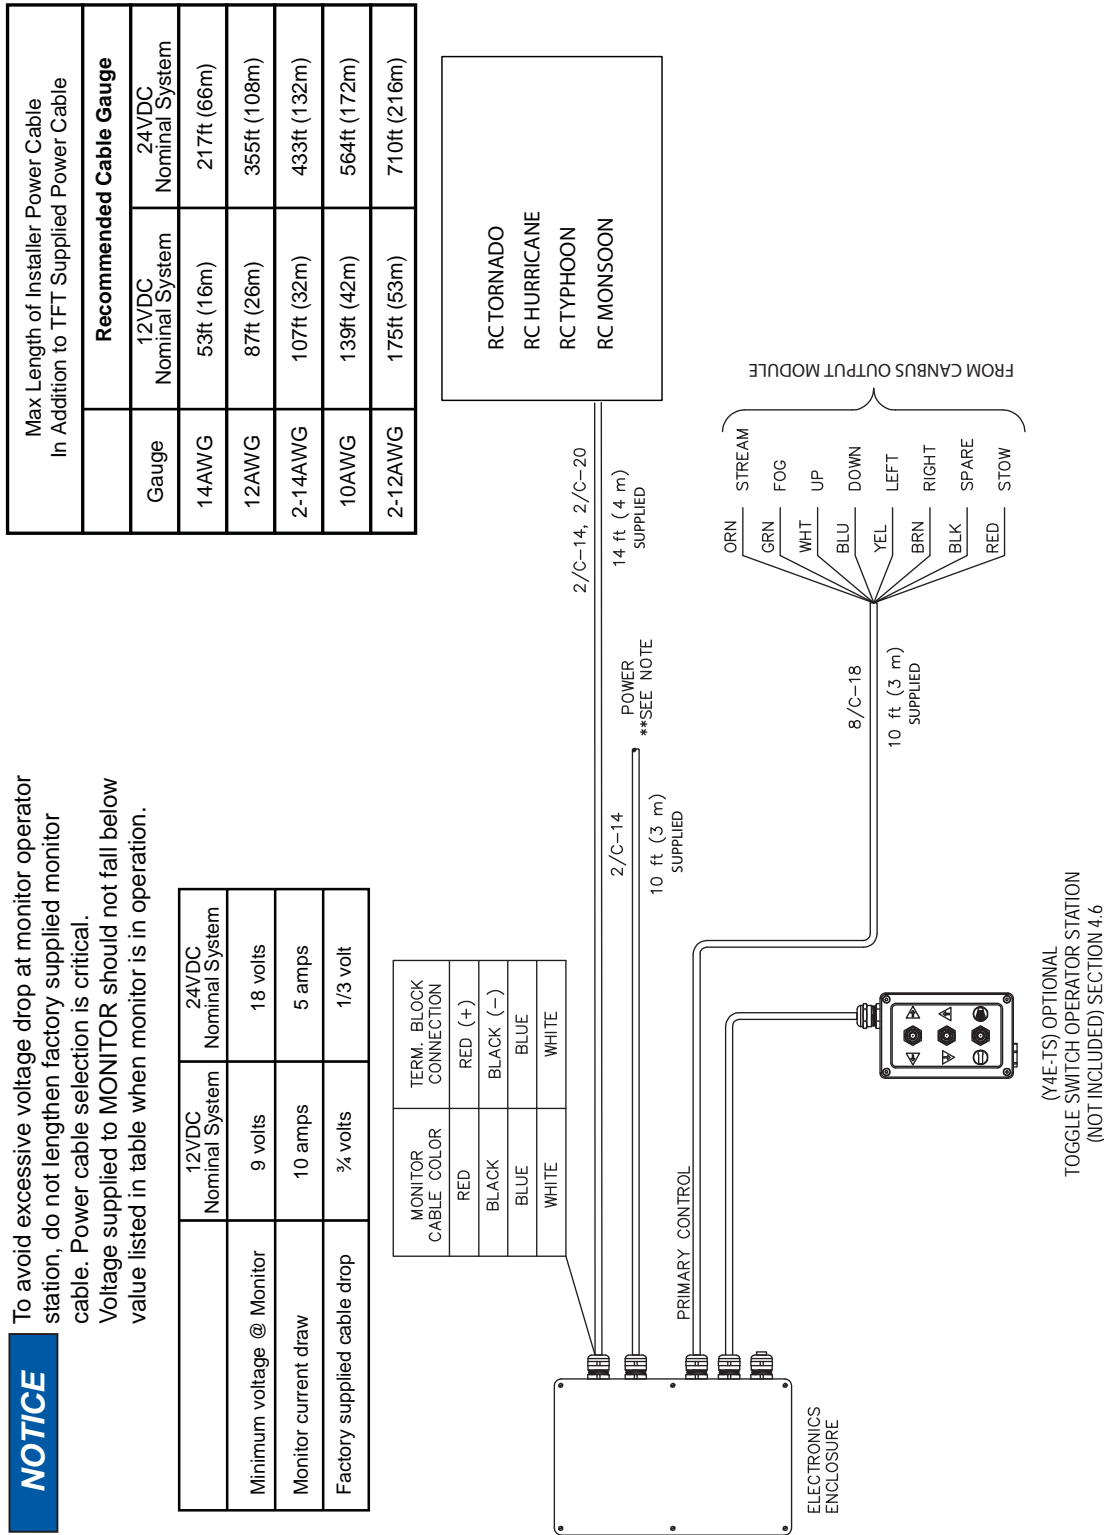 NOTICE
To avoid excessive voltage drop at monitor operator
station, do not lengthen factory supplied monitor
cable. Power cable selection is critical.
Voltage supplied to MONITOR should not fall below
value listed in table when monitor is in operation.
12VDC Nominal System 24VDC Nominal System
Minimum voltage @ Monitor 9 volts 18 volts
Monitor current draw 10 amps 5 amps
Factory supplied cable drop ¾ volts 1/3 volt
Max Length of Installer Power Cable
In Addition to TFT Supplied Power Cable
Recommended Cable Gauge
Gauge 12VDC Nominal System 24VDC Nominal System
14AWG 53ft (16m) 217ft (66m)
12AWG 87ft (26m) 355ft (108m)
2-14AWG 107ft (32m) 433ft (132m)
10AWG 139ft (42m) 564ft (172m)
2-12AWG 175ft (53m) 710ft (216m)
MONITOR CABLE COLOR TERM. BLOCK CONNECTION
RED RED (+)
BLACK BLACK (-)
BLUE BLUE
WHITE WHITE
2/C-14, 2/C-20
14 ft (4 m)
SUPPLIED
RC TORNADO
RC HURRICANE
RC TYPHOON
RC MONSOON
2/C-14
10 ft (3 m)
SUPPLIED
POWER
**SEE NOTE
PRIMARY CONTROL
8/C-18
10 ft (3 m)
SUPPLIED
ORN STREAM
GRN FOG
WHT UP
BLU DOWN
YEL LEFT
BRN RIGHT
BLK SPARE
RED STOW
FROM CANBUS OUTPUT MODULE
ELECTRONICS
ENCLOSURE
(Y4E-TS) OPTIONAL
TOGGLE SWITCH OPERATOR STATION
(NOT INCLUDED) SECTION 4.6